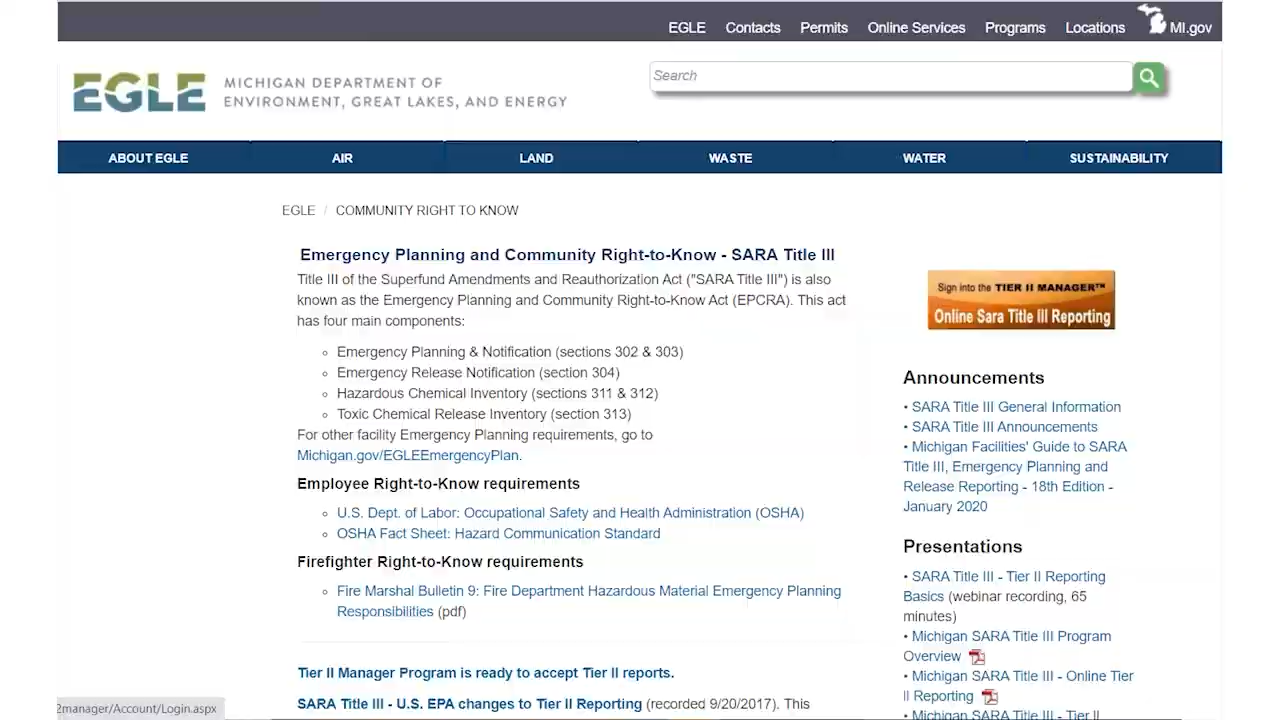 EGLE Contacts Permits Online Services Programs Locations MI.gov
EGLE
MICHIGAN DEPARTMENT OF
ENVIRONMENT, GREAT LAKES, AND ENERGY
Search
ABOUT EGLE AIR LAND WASTE WATER SUSTAINABILITY
EGLE / COMMUNITY RIGHT TO KNOW
Emergency Planning and Community Right-to-Know - SARA Title III
Title III of the Superfund Amendments and Reauthorization Act ("SARA Title III") is also
known as the Emergency Planning and Community Right-to-Know Act (EPCRA). This act
has four main components:
◦ Emergency Planning & Notification (sections 302 & 303)
◦ Emergency Release Notification (section 304)
◦ Hazardous Chemical Inventory (sections 311 & 312)
◦ Toxic Chemical Release Inventory (section 313)
For other facility Emergency Planning requirements, go to
Michigan.gov/EGLEEmergencyPlan.
Employee Right-to-Know requirements
◦ U.S. Dept. of Labor: Occupational Safety and Health Administration (OSHA)
◦ OSHA Fact Sheet: Hazard Communication Standard
Firefighter Right-to-Know requirements
◦ Fire Marshal Bulletin 9: Fire Department Hazardous Material Emergency Planning
Responsibilities (pdf)
Tier II Manager Program is ready to accept Tier II reports.
SARA Title III - U.S. EPA changes to Tier II Reporting (recorded 9/20/2017). This
Sign into the TIER II MANAGER™
Online Sara Title III Reporting
Announcements
• SARA Title III General Information
• SARA Title III Announcements
• Michigan Facilities' Guide to SARA
Title III, Emergency Planning and
Release Reporting - 18th Edition -
January 2020
Presentations
• SARA Title III - Tier II Reporting
Basics (webinar recording, 65
minutes)
• Michigan SARA Title III Program
Overview
• Michigan SARA Title III - Online Tier
II Reporting
• Michigan SARA Title III - Tier II
2manager/Account/Login.aspx